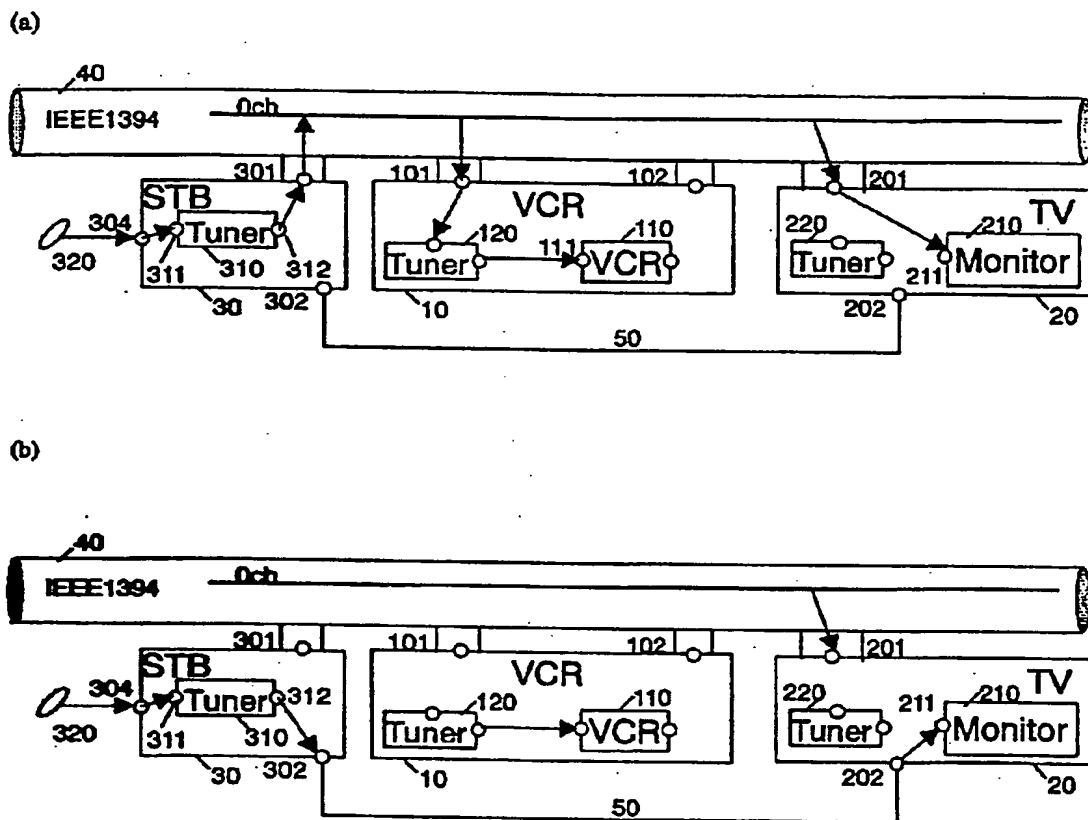 (a)
40
IEEE1394
0ch
301
101
102
201
STB
VCR
TV
304
Tuner
120
110
220
210
320
311
310
312
Tuner
111
VCR
Tuner
211
Monitor
30
302
10
202
20
50
(b)
40
IEEE1394
0ch
301
101
102
201
STB
VCR
TV
304
Tuner
312
120
110
220
211
210
320
311
310
Tuner
VCR
Tuner
Monitor
30
302
10
202
20
50